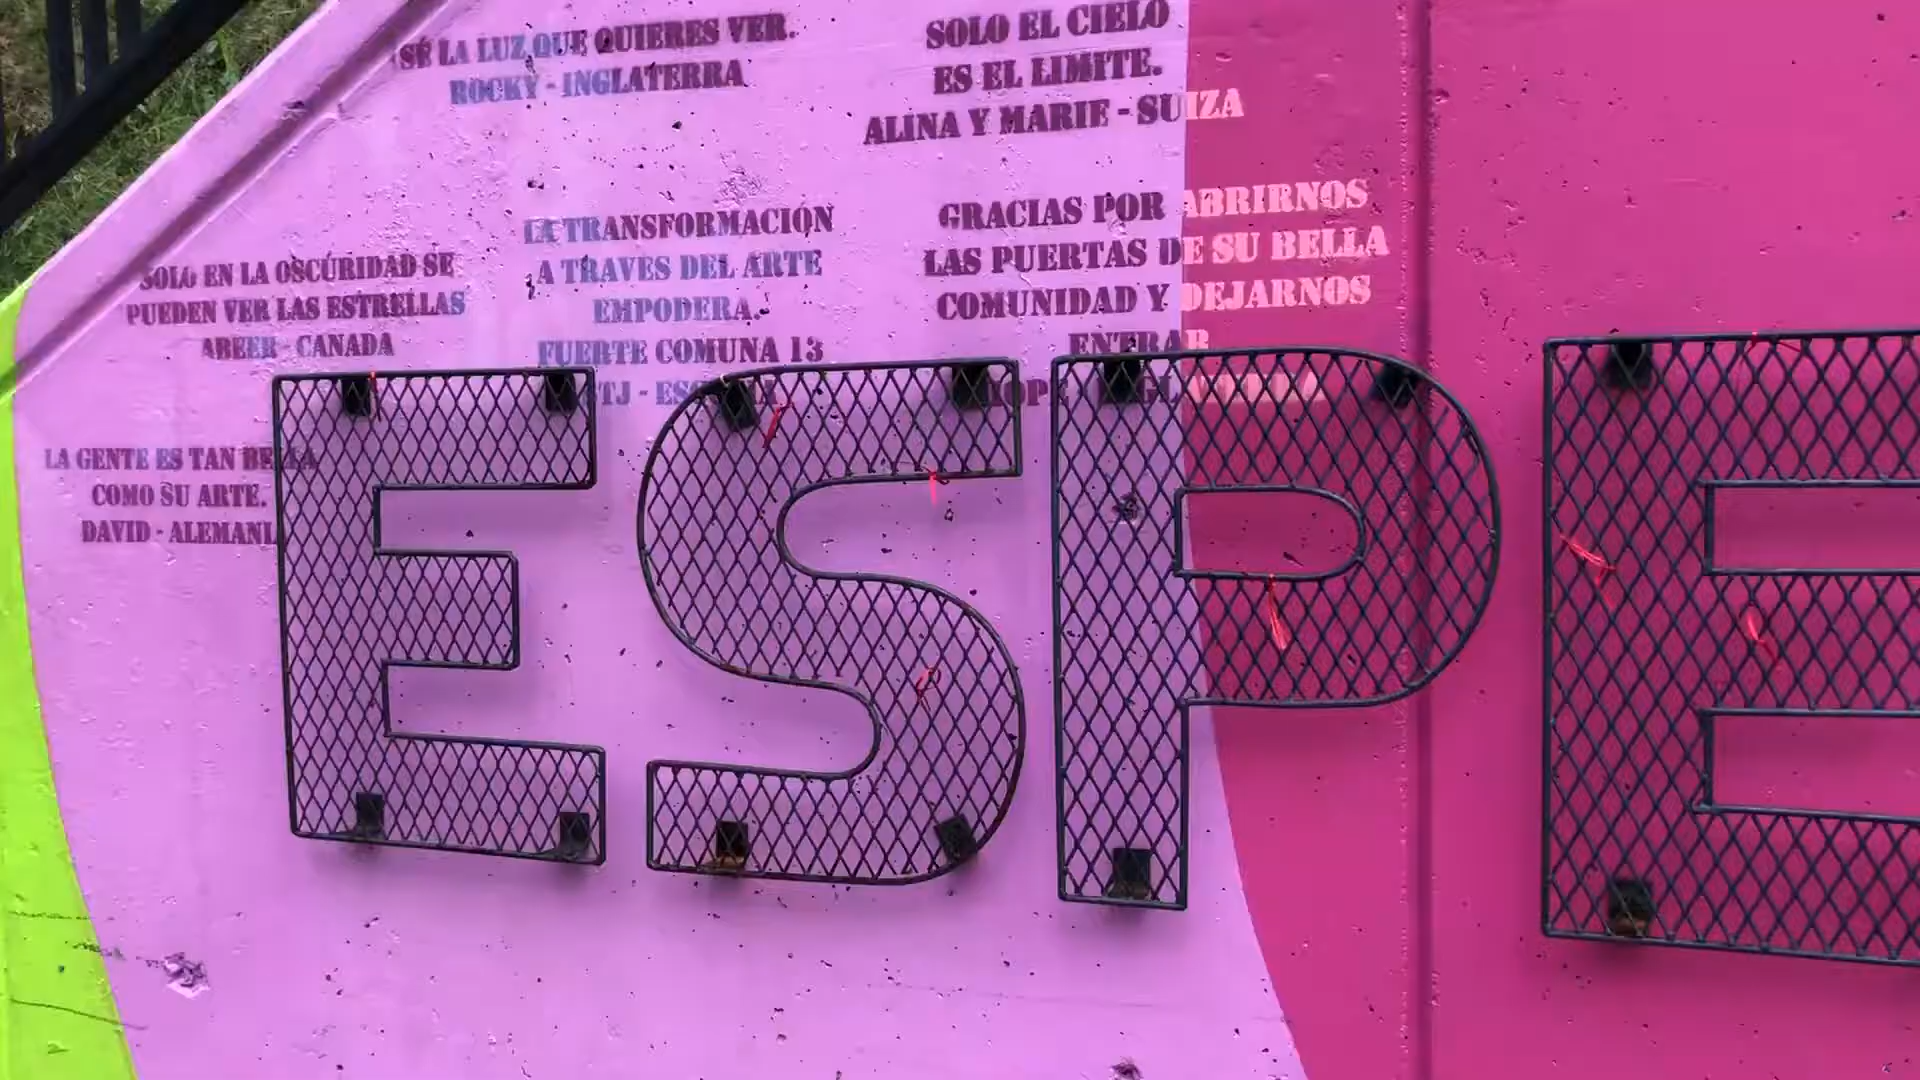 SÉ LA LUZ QUE QUIERES VER.
ROCKY - INGLATERRA
SOLO EL CIELO
ES EL LIMITE.
ALINA Y MARIE - SUIZA
SOLO EN LA OSCURIDAD SE
PUEDEN VER LAS ESTRELLAS
ABEER - CANADA
LA TRANSFORMACIÓN
A TRAVES DEL ARTE
EMPODERA.
FUERTE COMUNA 13
GRACIAS POR ABRIRNOS
LAS PUERTAS DE SU BELLA
COMUNIDAD Y DEJARNOS
ENTRAR
LA GENTE ES TAN BELLA
COMO SU ARTE.
DAVID - ALEMANI
ESPE